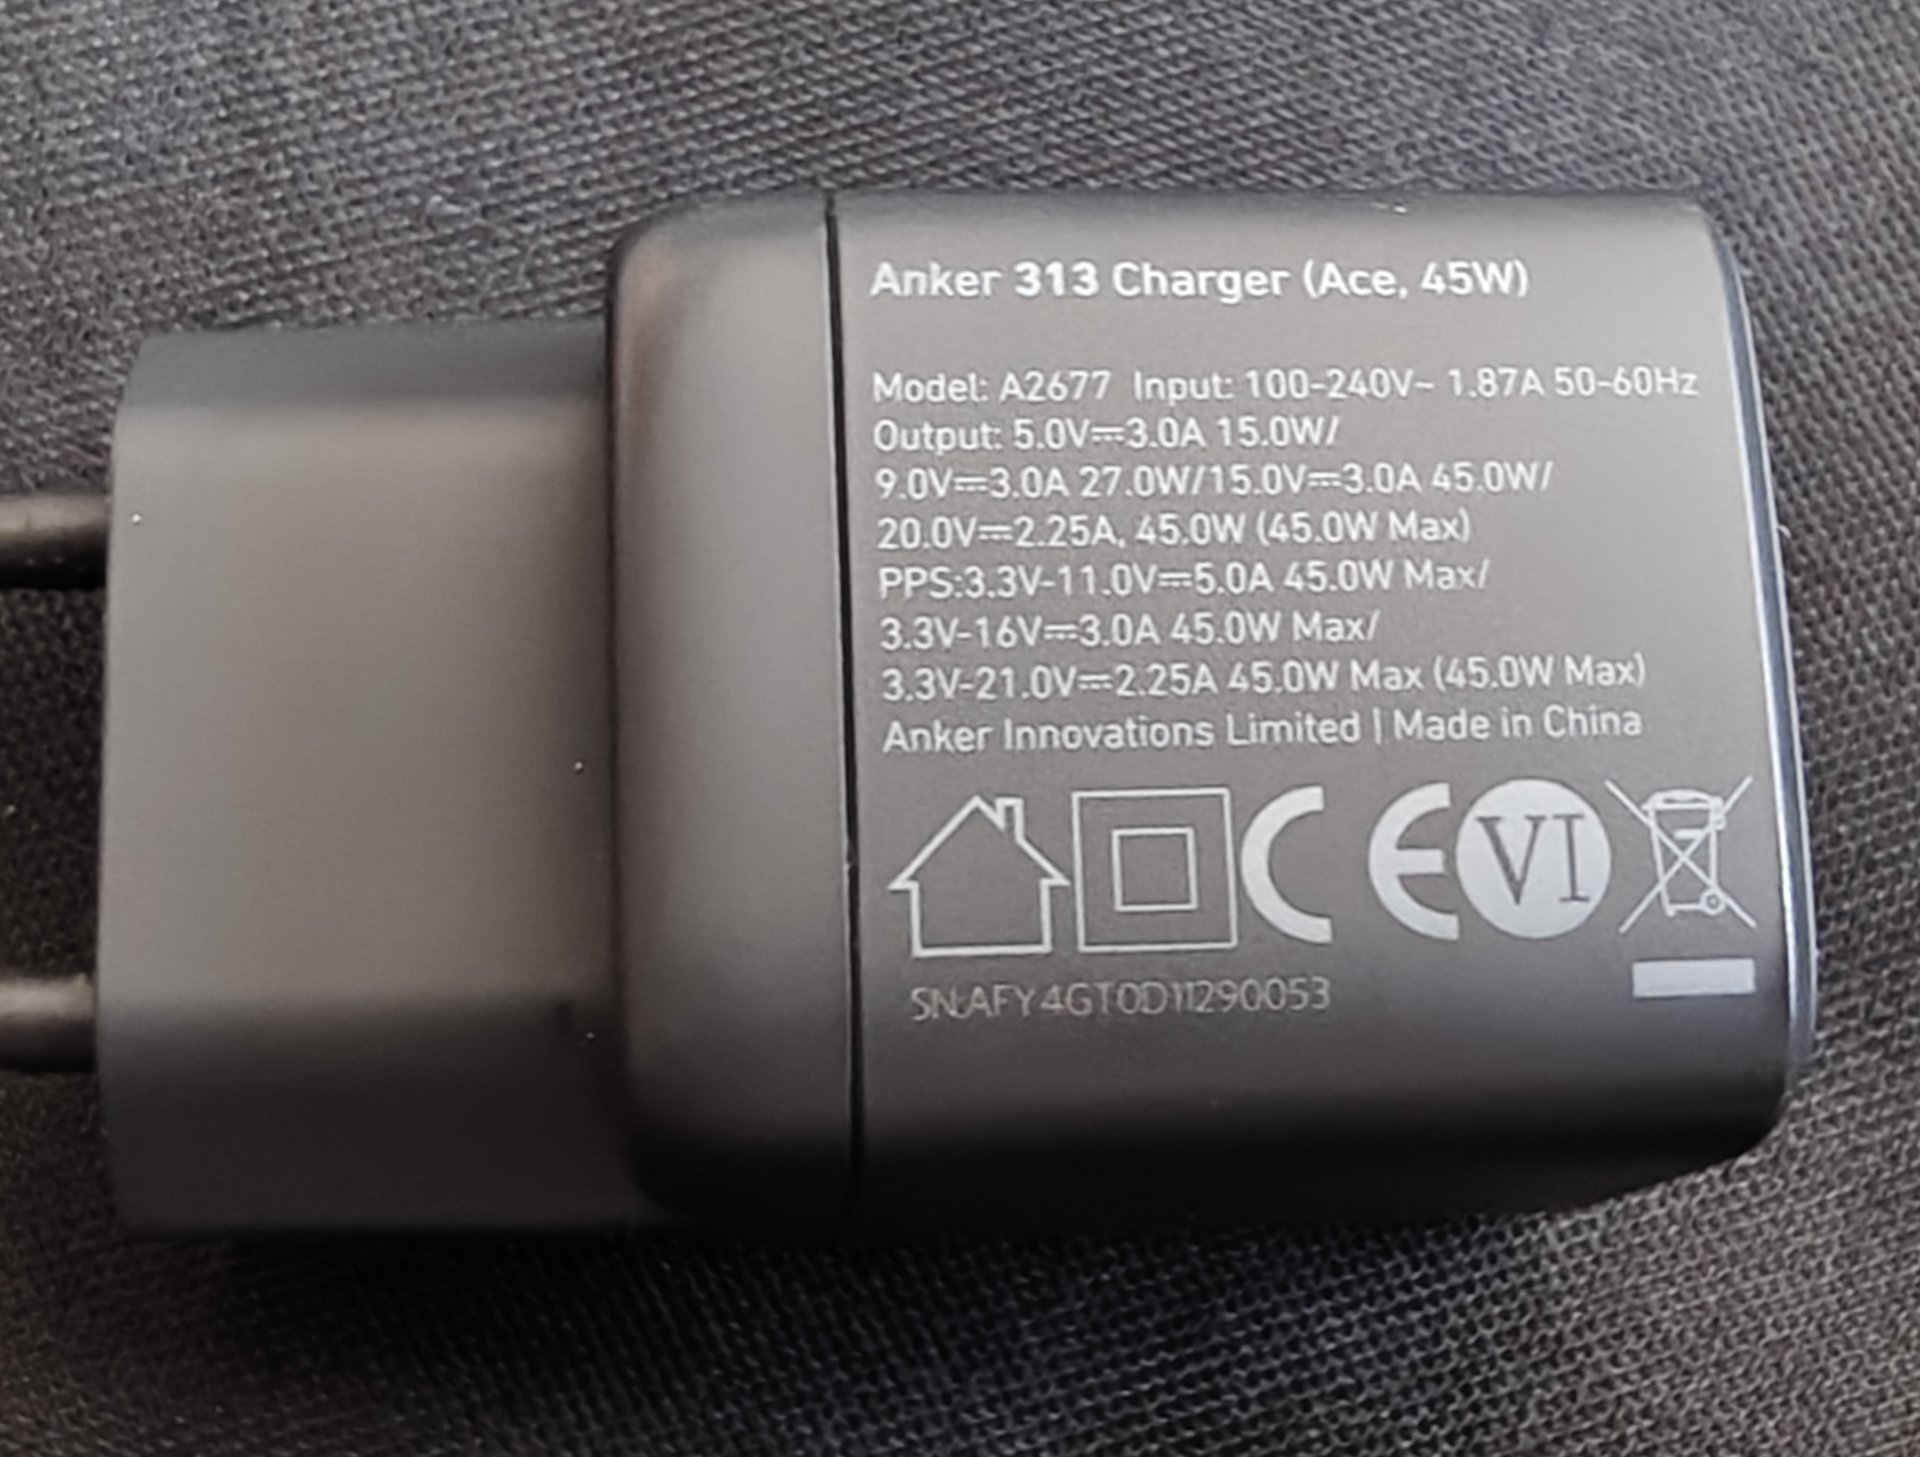 Anker 313 Charger (Ace, 45W)
Model: A2677 Input: 100-240V~ 1.87A 50-60Hz
Output: 5.0V⎓3.0A 15.0W/
9.0V⎓3.0A 27.0W/15.0V⎓3.0A 45.0W/
20.0V⎓2.25A, 45.0W (45.0W Max)
PPS:3.3V-11.0V⎓5.0A 45.0W Max/
3.3V-16V⎓3.0A 45.0W Max/
3.3V-21.0V⎓2.25A 45.0W Max (45.0W Max)
Anker Innovations Limited | Made in China
CE VI
SN:AFY4GT0D11290053